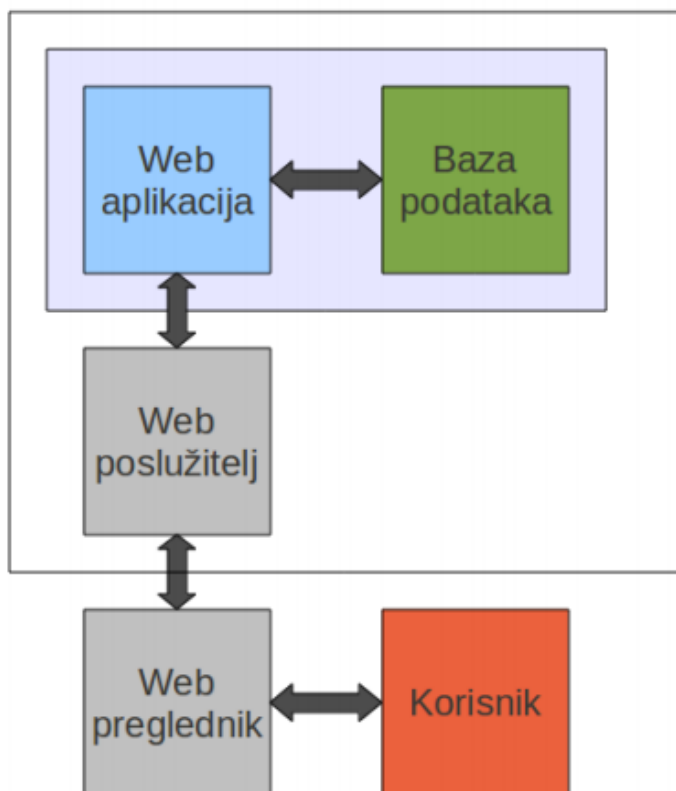 Web
aplikacija
Baza
podataka
Web
poslužitelj
Web
preglednik
Korisnik